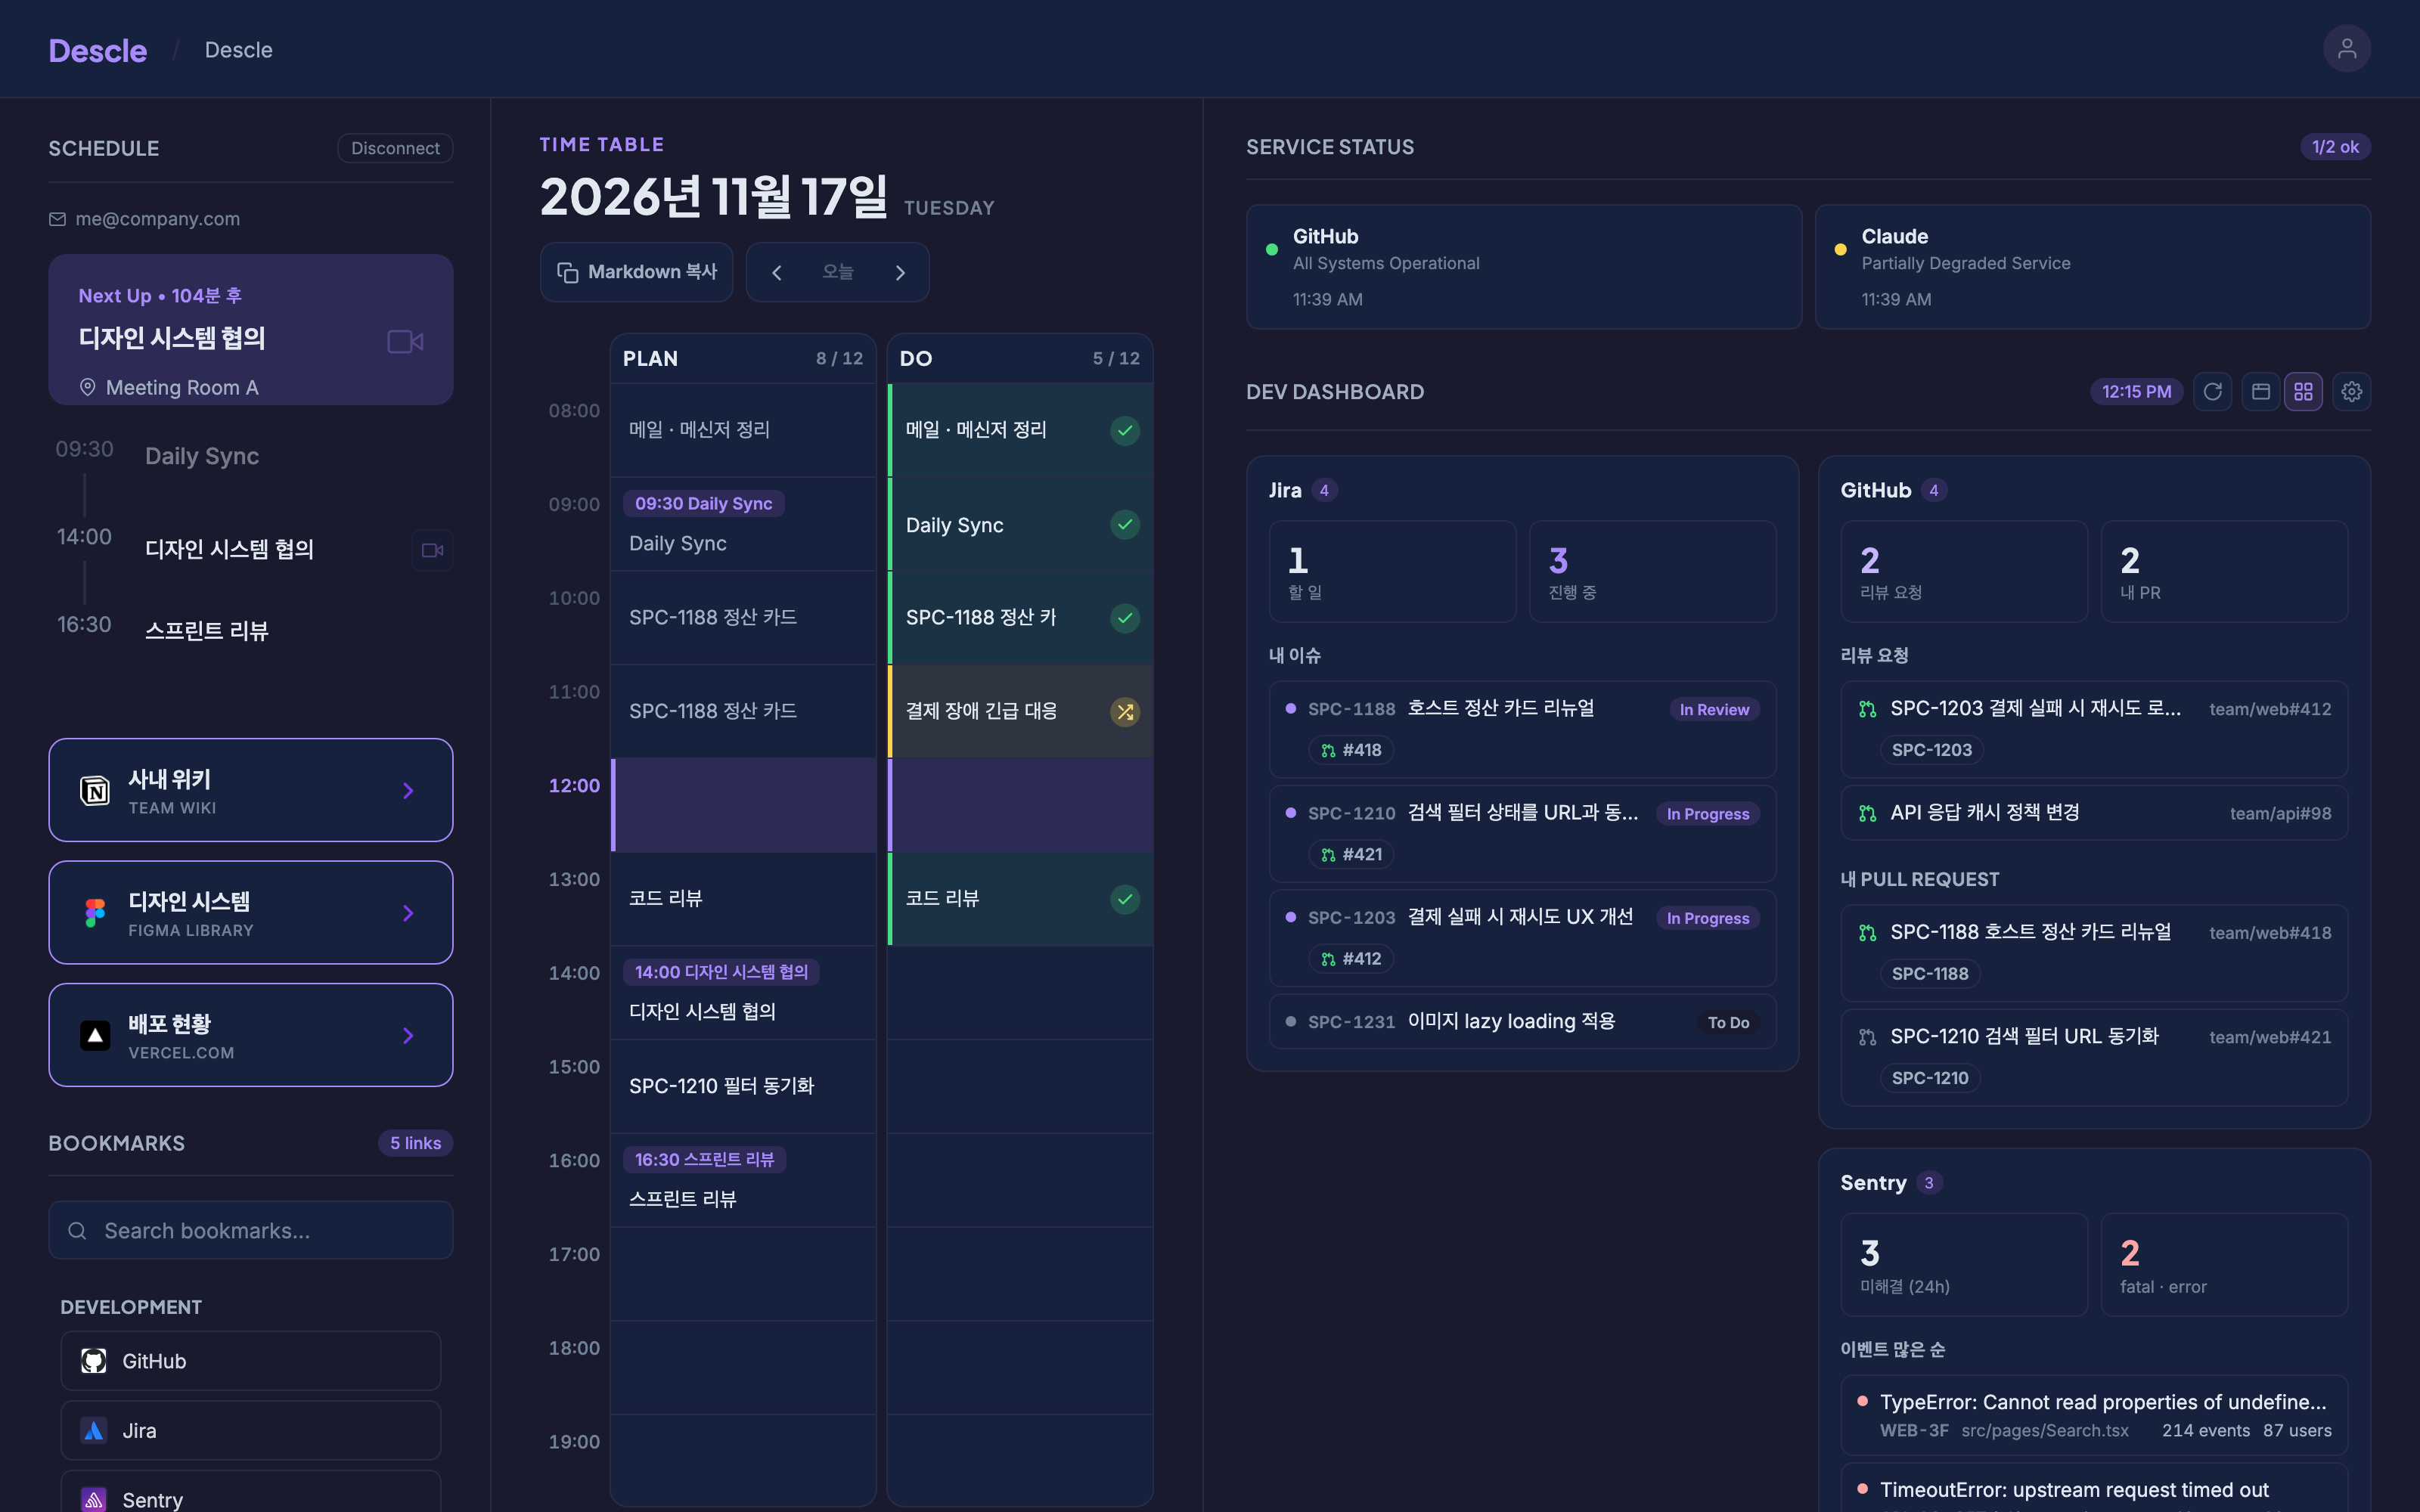 Descle / Descle
SCHEDULE
Disconnect
me@company.com
Next Up • 104분 후
디자인 시스템 협의
Meeting Room A
09:30 Daily Sync
14:00 디자인 시스템 협의
16:30 스프린트 리뷰
사내 위키
TEAM WIKI
디자인 시스템
FIGMA LIBRARY
배포 현황
VERCEL.COM
BOOKMARKS
5 links
Search bookmarks...
DEVELOPMENT
GitHub
Jira
Sentry
TIME TABLE
2026년 11월 17일 TUESDAY
Markdown 복사
오늘
PLAN 8 / 12
DO 5 / 12
08:00
메일 · 메신저 정리
메일 · 메신저 정리
09:00
09:30 Daily Sync
Daily Sync
Daily Sync
10:00
SPC-1188 정산 카드
SPC-1188 정산 카
11:00
SPC-1188 정산 카드
결제 장애 긴급 대응
12:00
13:00
코드 리뷰
코드 리뷰
14:00
14:00 디자인 시스템 협의
디자인 시스템 협의
15:00
SPC-1210 필터 동기화
16:00
16:30 스프린트 리뷰
스프린트 리뷰
17:00
18:00
19:00
SERVICE STATUS
1/2 ok
GitHub
All Systems Operational
11:39 AM
Claude
Partially Degraded Service
11:39 AM
DEV DASHBOARD
12:15 PM
Jira 4
1
할 일
3
진행 중
내 이슈
SPC-1188 호스트 정산 카드 리뉴얼 In Review
#418
SPC-1210 검색 필터 상태를 URL과 동... In Progress
#421
SPC-1203 결제 실패 시 재시도 UX 개선 In Progress
#412
SPC-1231 이미지 lazy loading 적용 To Do
GitHub 4
2
리뷰 요청
2
내 PR
리뷰 요청
SPC-1203 결제 실패 시 재시도 로... team/web#412
SPC-1203
API 응답 캐시 정책 변경 team/api#98
내 PULL REQUEST
SPC-1188 호스트 정산 카드 리뉴얼 team/web#418
SPC-1188
SPC-1210 검색 필터 URL 동기화 team/web#421
SPC-1210
Sentry 3
3
미해결 (24h)
2
fatal · error
이벤트 많은 순
TypeError: Cannot read properties of undefine...
WEB-3F src/pages/Search.tsx 214 events 87 users
TimeoutError: upstream request timed out